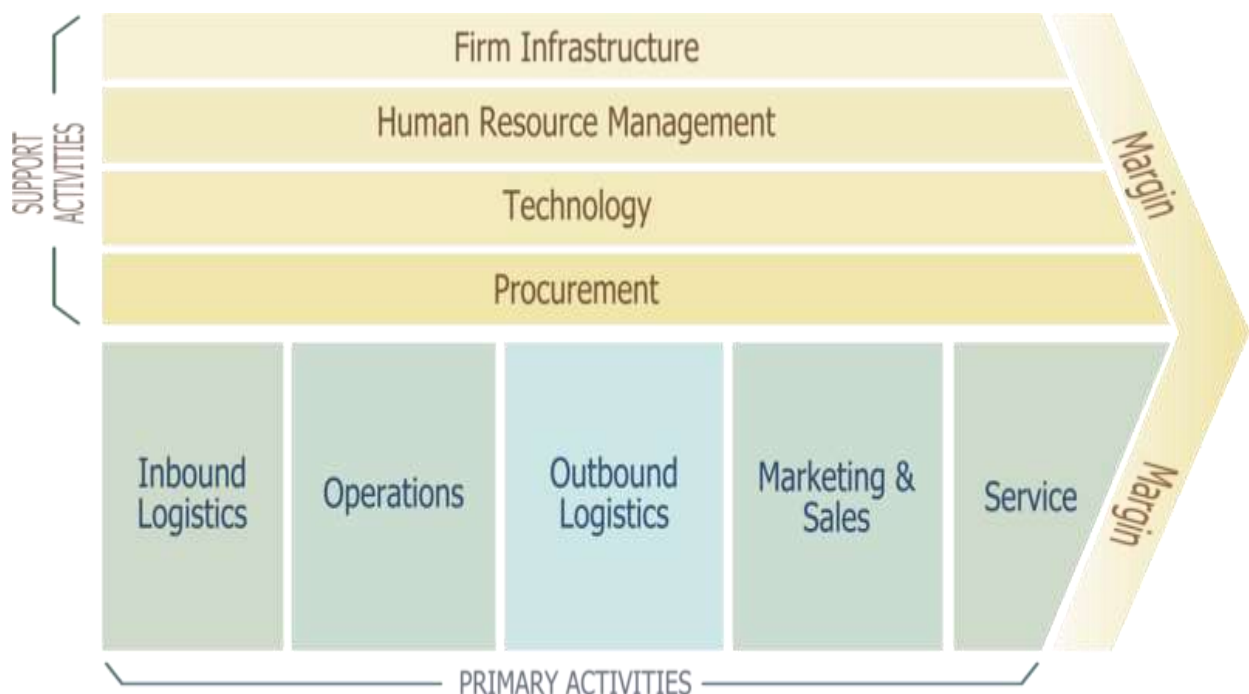 SUPPORT
ACTIVITIES
Firm Infrastructure
Human Resource Management
Technology
Procurement
Margin
Inbound
Logistics
Operations
Outbound
Logistics
Marketing &
Sales
Service
Margin
PRIMARY ACTIVITIES